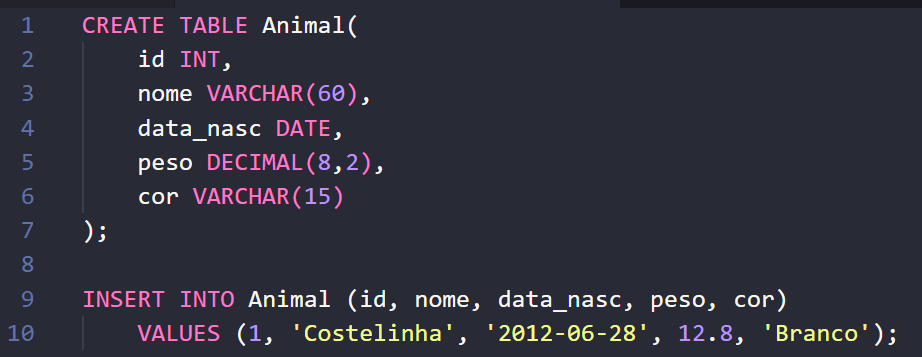 1 CREATE TABLE Animal(
2 id INT,
3 nome VARCHAR(60),
4 data_nasc DATE,
5 peso DECIMAL(8,2),
6 cor VARCHAR(15)
7 );
8
9 INSERT INTO Animal (id, nome, data_nasc, peso, cor)
10 VALUES (1, 'Costelinha', '2012-06-28', 12.8, 'Branco');